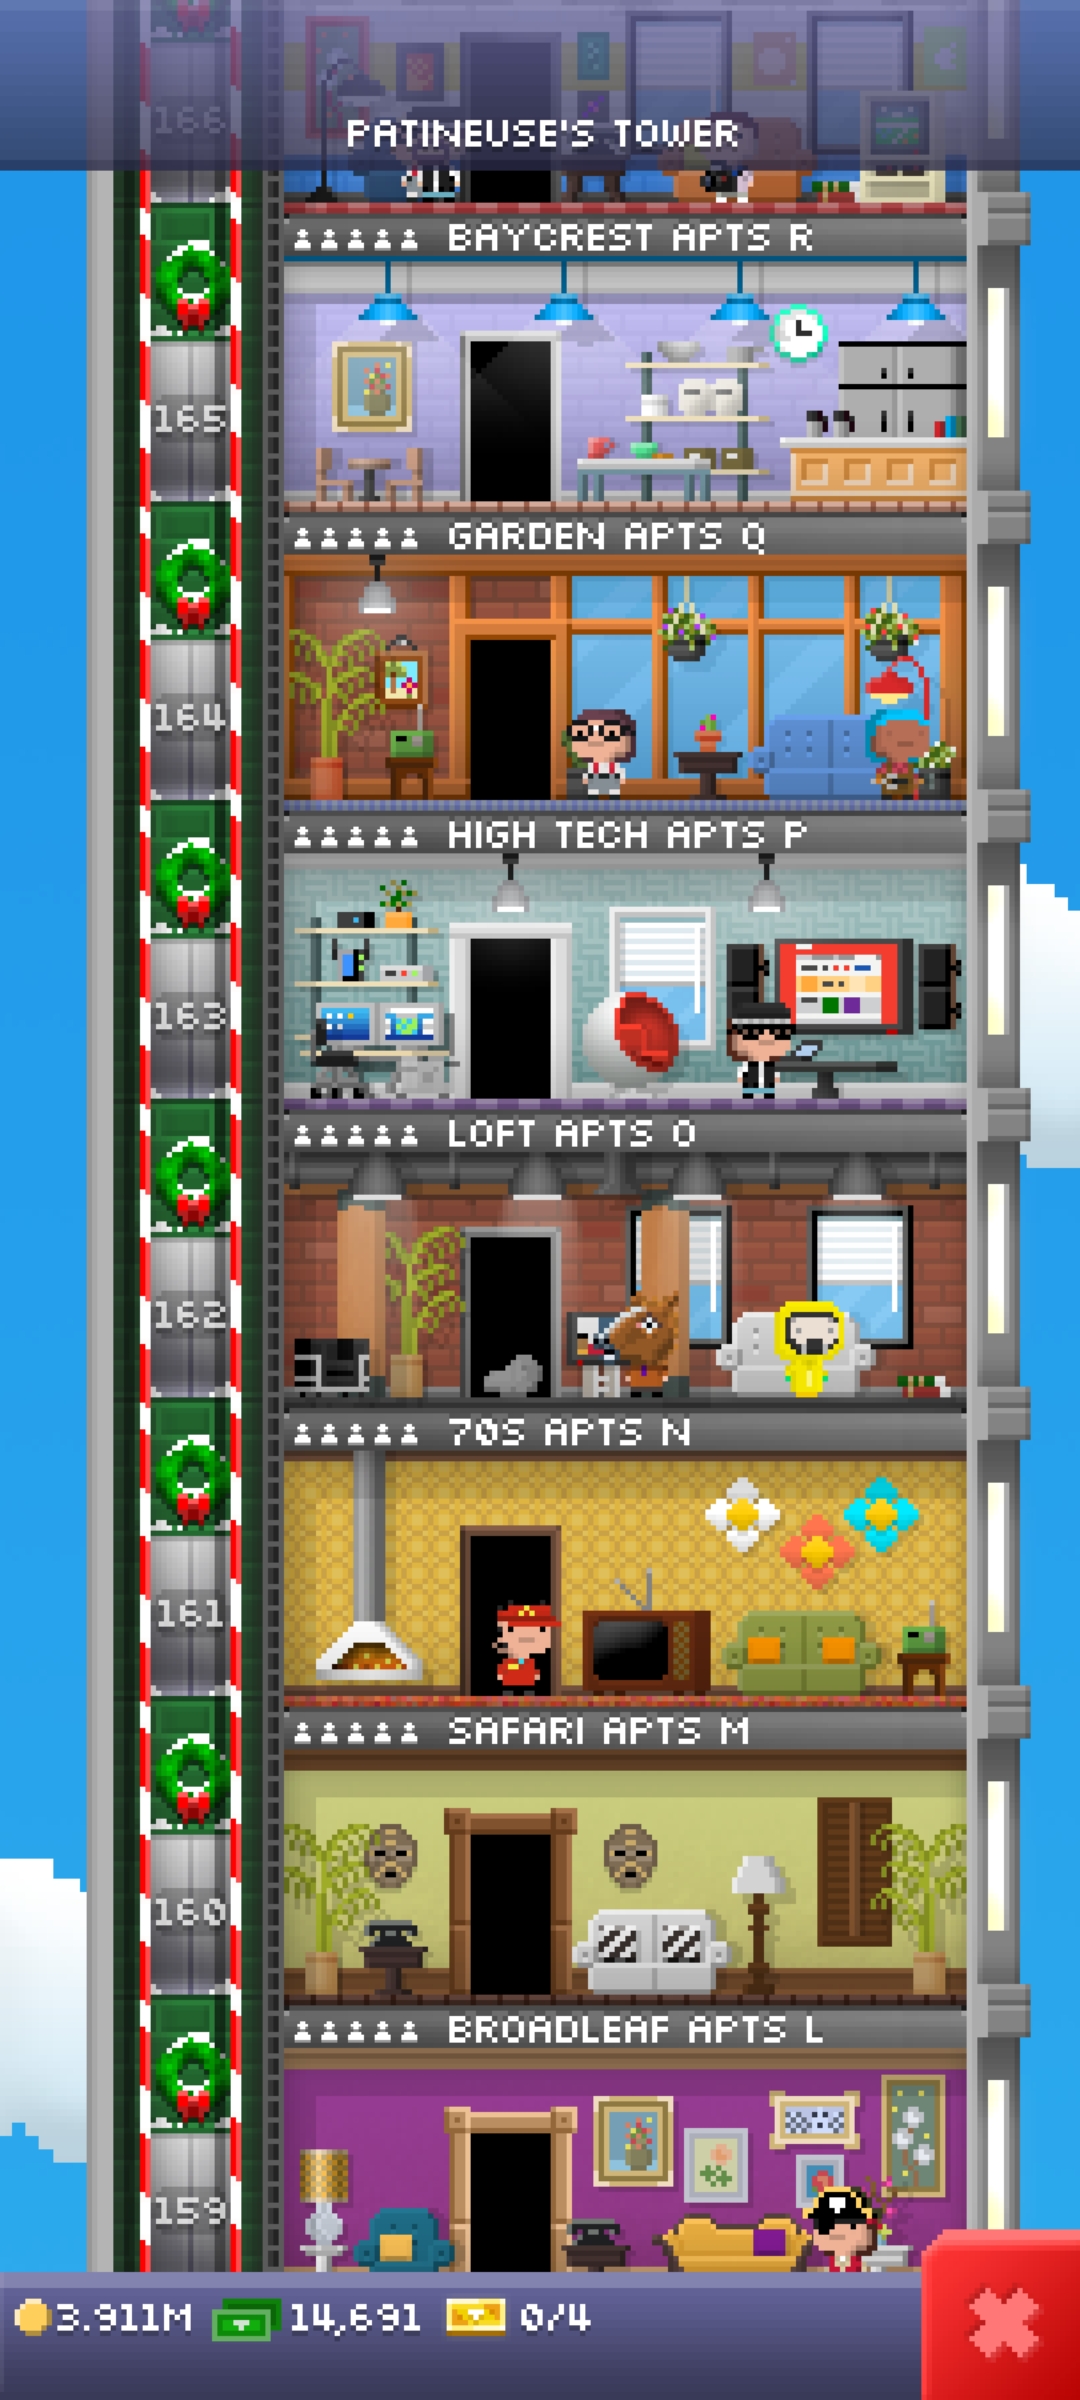 166
PATINEUSE'S TOWER
BAYCREST APTS R
165
GARDEN APTS Q
164
HIGH TECH APTS P
163
LOFT APTS O
162
70S APTS N
161
SAFARI APTS M
160
BROADLEAF APTS L
159
3.911M 14,691 0/4